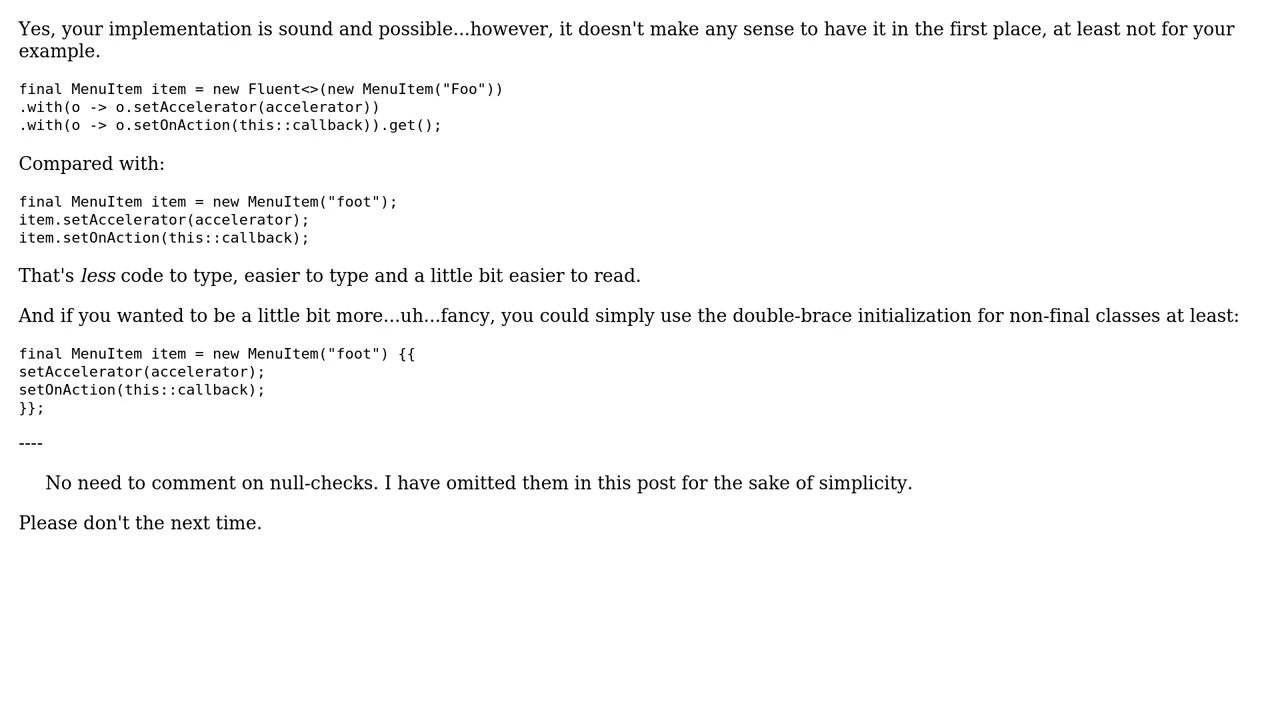 Yes, your implementation is sound and possible...however, it doesn't make any sense to have it in the first place, at least not for your
example.
final MenuItem item = new Fluent<>(new MenuItem("Foo"))
.with(o -> o.setAccelerator(accelerator))
.with(o -> o.setOnAction(this::callback)).get();
Compared with:
final MenuItem item = new MenuItem("foot");
item.setAccelerator(accelerator);
item.setOnAction(this::callback);
That's less code to type, easier to type and a little bit easier to read.
And if you wanted to be a little bit more...uh...fancy, you could simply use the double-brace initialization for non-final classes at least:
final MenuItem item = new MenuItem("foot") {{
setAccelerator(accelerator);
setOnAction(this::callback);
}};
----
No need to comment on null-checks. I have omitted them in this post for the sake of simplicity.
Please don't the next time.